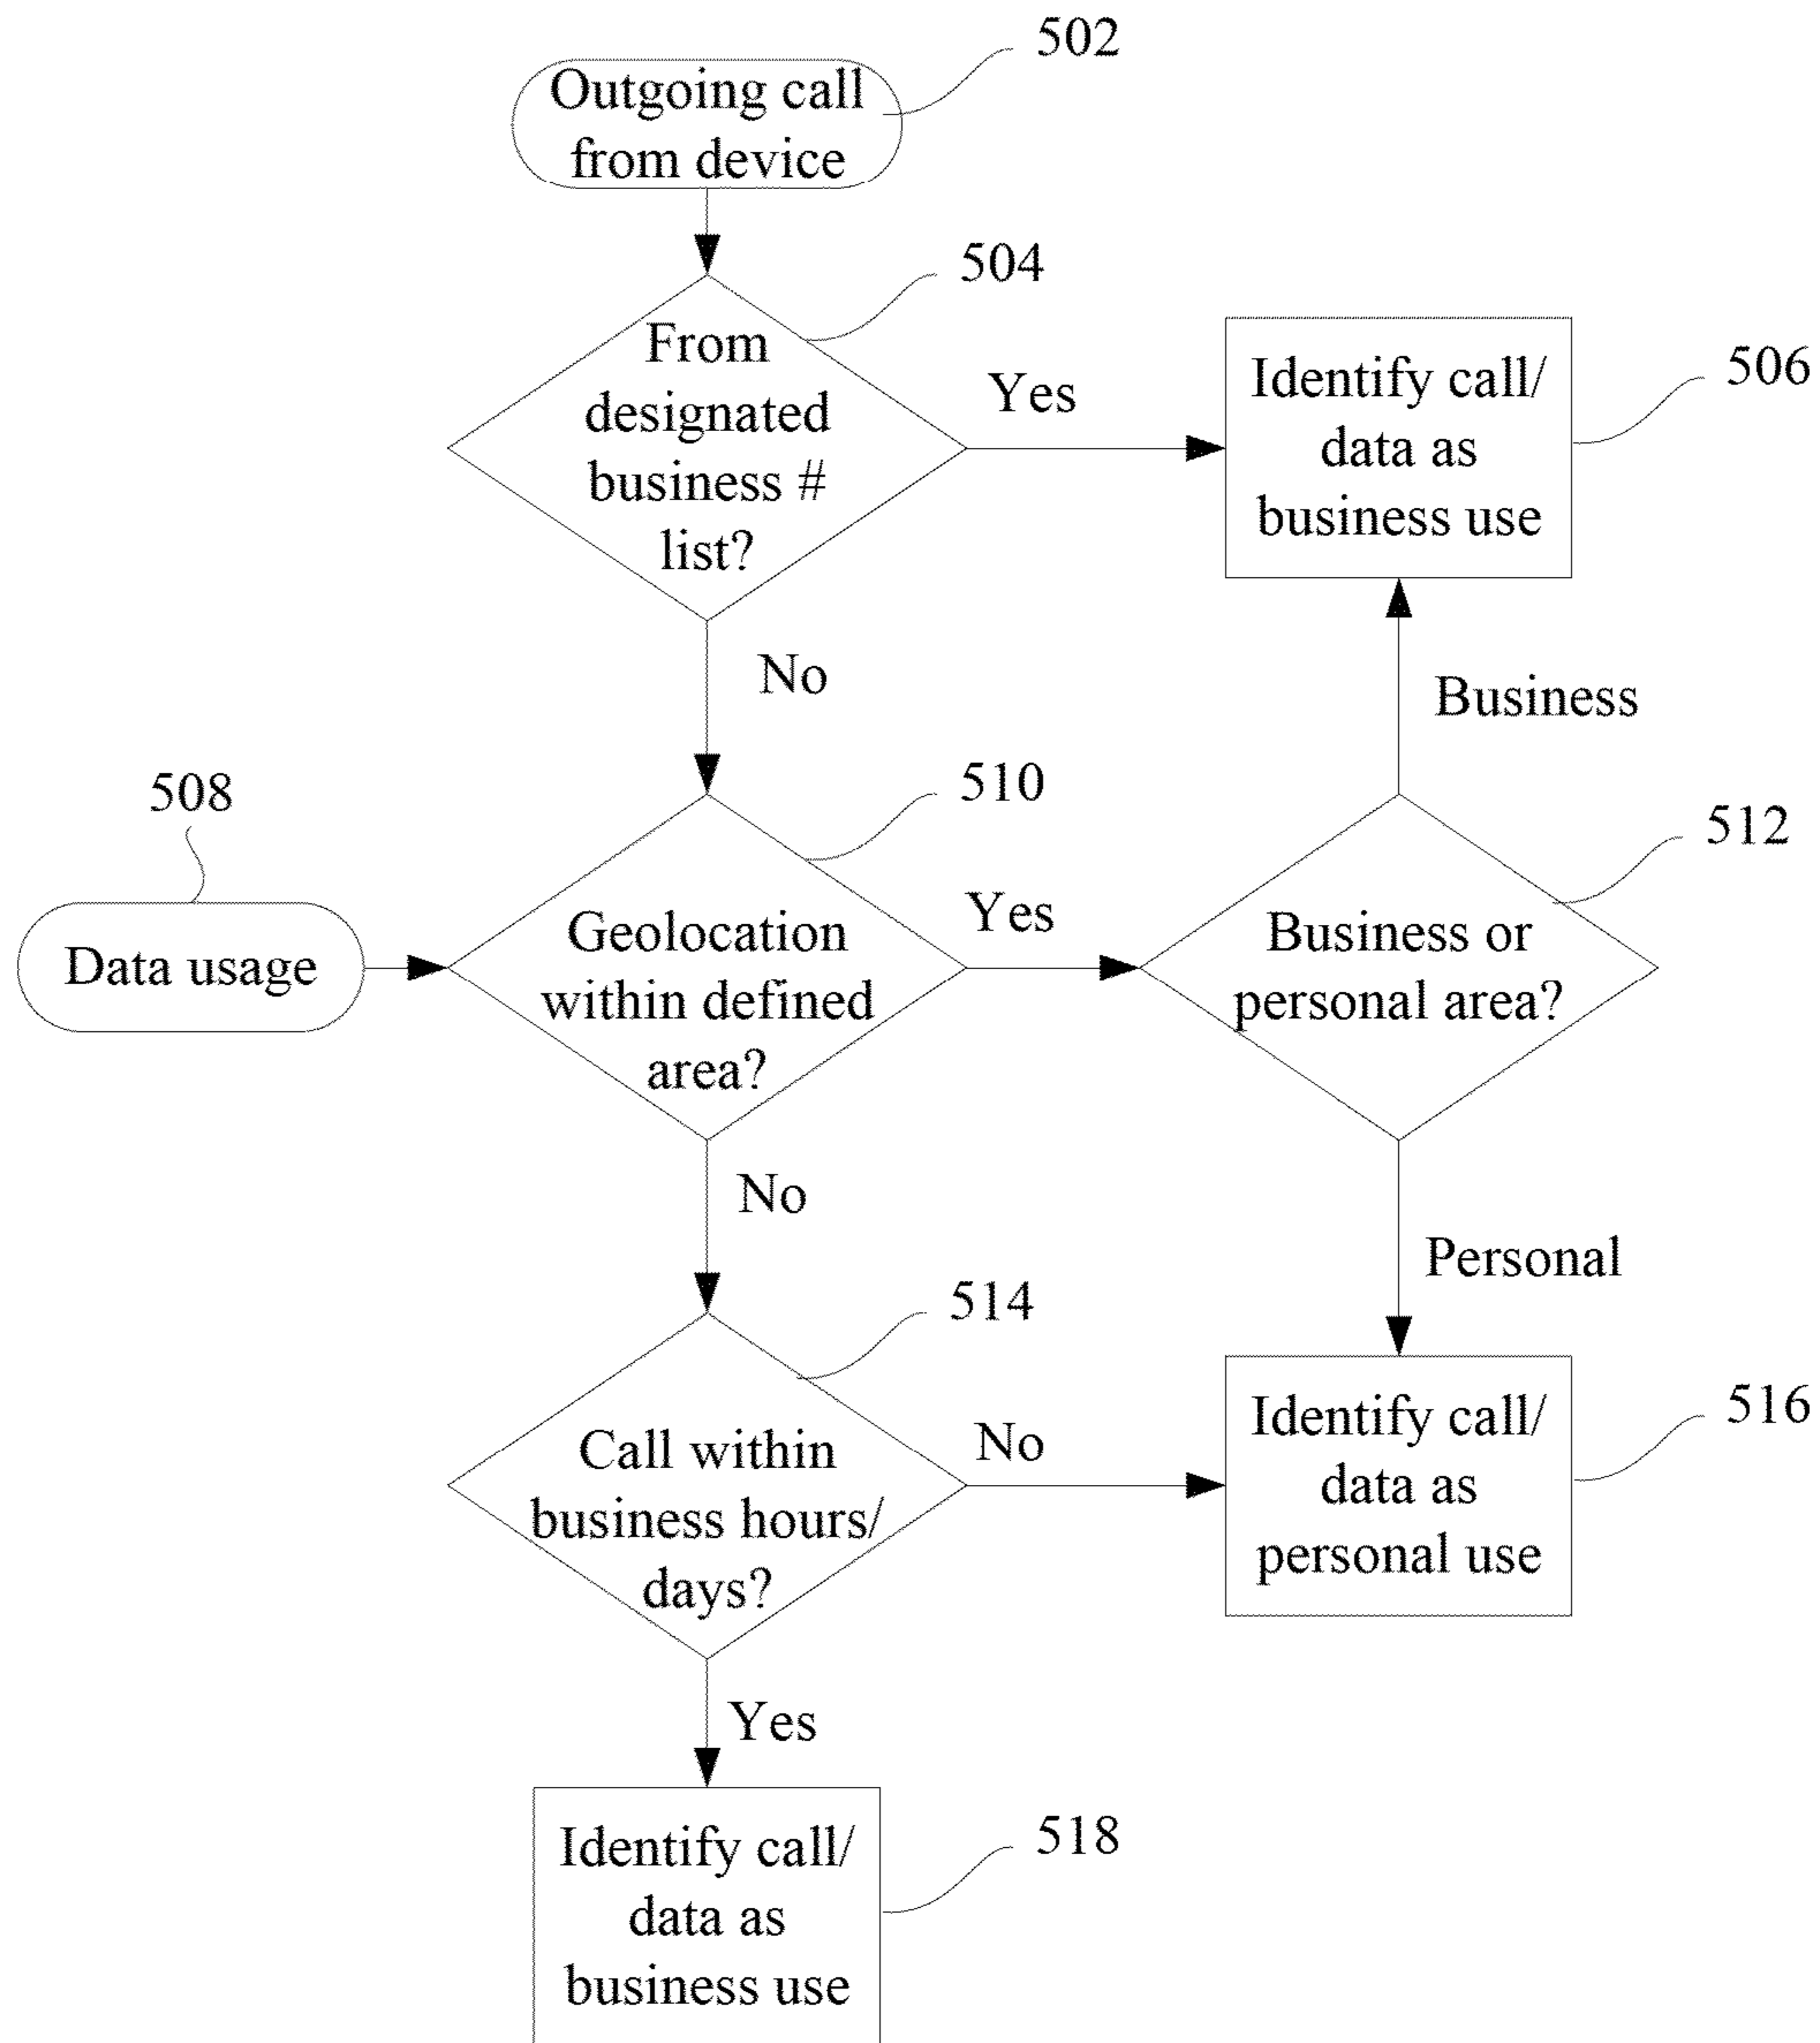 502
Outgoing call
from device
504
From
designated
business #
list?
Yes
Identify call/
data as
business use
506
No
Business
508
Data usage
510
Geolocation
within defined
area?
Yes
512
Business or
personal area?
No
Personal
514
Call within
business hours/
days?
No
Identify call/
data as
personal use
516
Yes
Identify call/
data as
business use
518